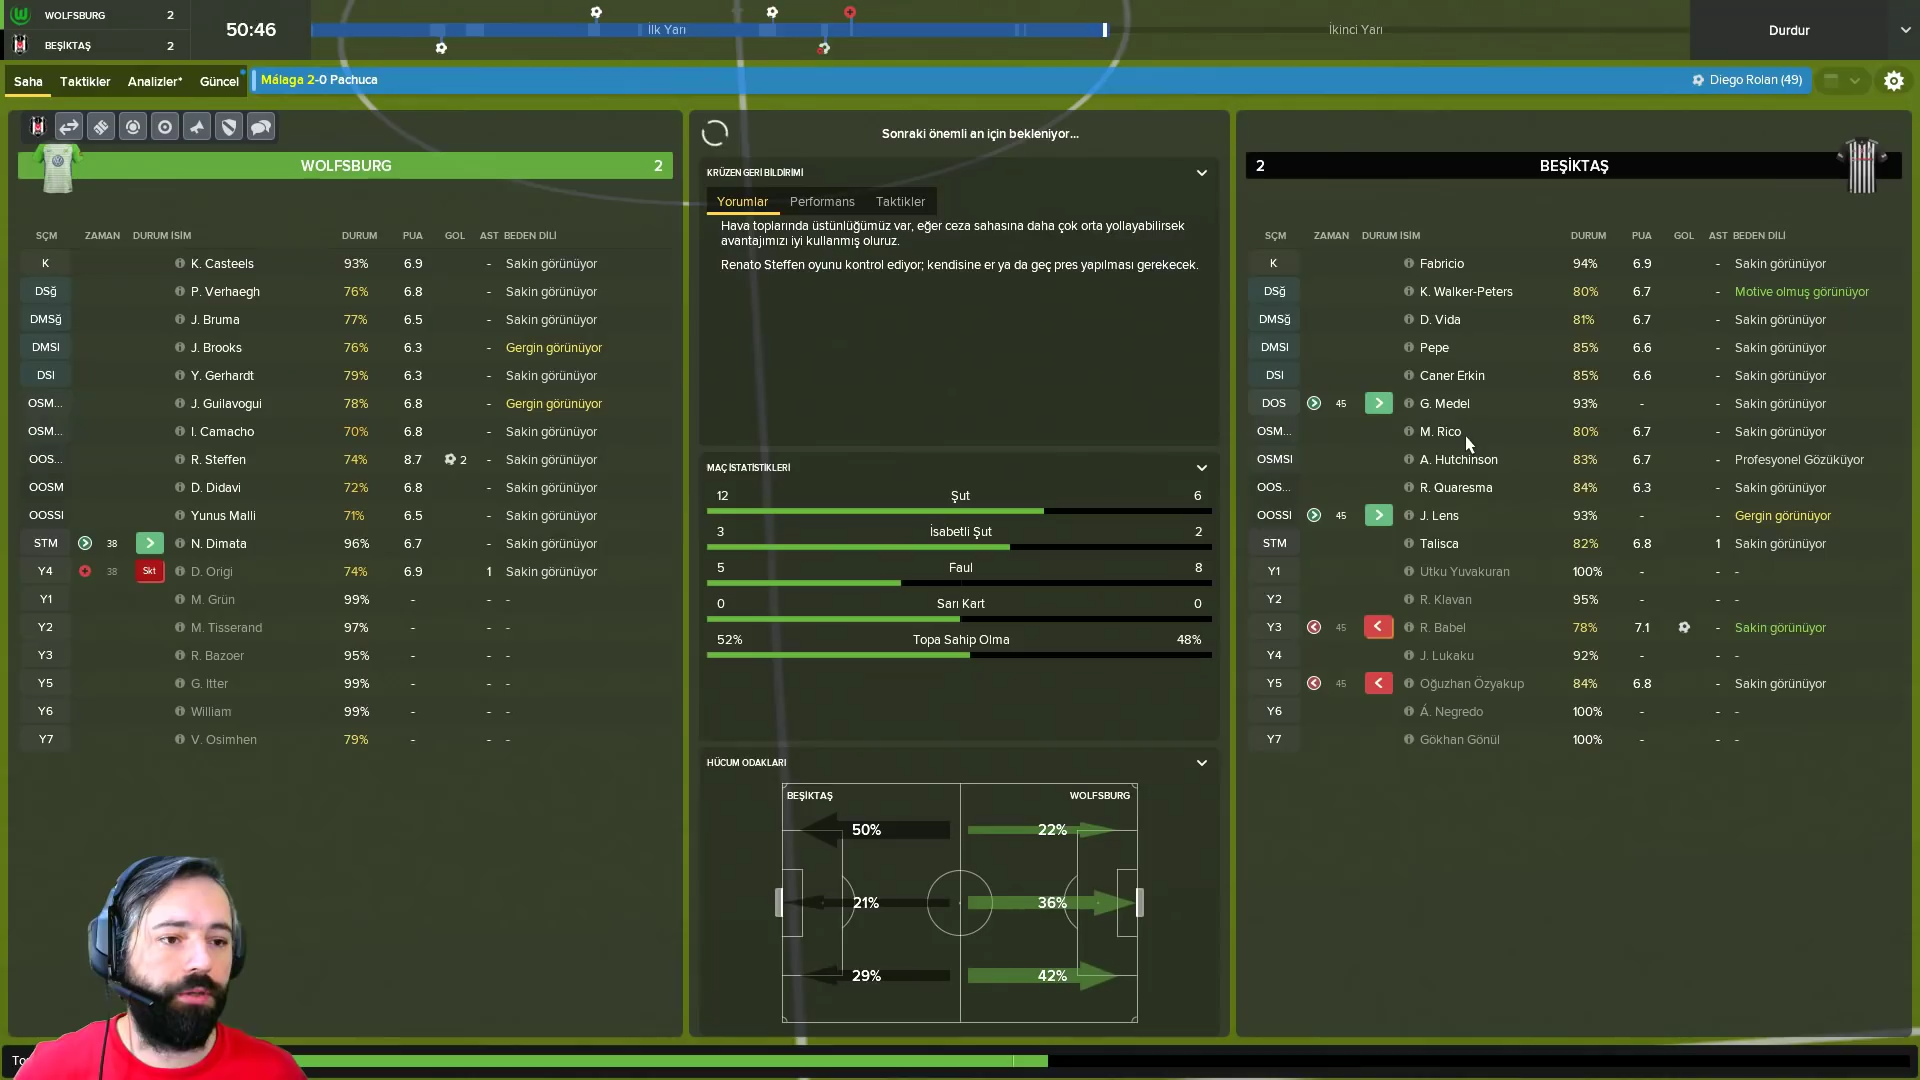 WOLFSBURG 2
BEŞİKTAŞ 2
50:46
İlk Yarı
İkinci Yarı
Durdur
Saha Taktikler Analizler* Güncel
Málaga 2-0 Pachuca
Diego Rolan (49)
WOLFSBURG 2
SÇM ZAMAN DURUM İSİM DURUM PUA GOL AST BEDEN DİLİ
K K. Casteels 93% 6.9 - Sakin görünüyor
DSğ P. Verhaegh 76% 6.8 - Sakin görünüyor
DMSğ J. Bruma 77% 6.5 - Sakin görünüyor
DMSl J. Brooks 76% 6.3 - Gergin görünüyor
DSl Y. Gerhardt 79% 6.3 - Sakin görünüyor
OSM... J. Guilavogui 78% 6.8 - Gergin görünüyor
OSM... I. Camacho 70% 6.8 - Sakin görünüyor
OOS... R. Steffen 74% 8.7 2 - Sakin görünüyor
OOSM D. Didavi 72% 6.8 - Sakin görünüyor
OOSSl Yunus Malli 71% 6.5 - Sakin görünüyor
STM 38 N. Dimata 96% 6.7 - Sakin görünüyor
Y4 38 Skt D. Origi 74% 6.9 1 Sakin görünüyor
Y1 M. Grün 99% - - -
Y2 M. Tisserand 97% - - -
Y3 R. Bazoer 95% - - -
Y5 G. Itter 99% - - -
Y6 William 99% - - -
Y7 V. Osimhen 79% - - -
Sonraki önemli an için bekleniyor...
KRÜZEN GERİ BİLDİRİMİ
Yorumlar Performans Taktikler
Hava toplarında üstünlüğümüz var, eğer ceza sahasına daha çok orta yollayabilirsek
avantajımızı iyi kullanmış oluruz.
Renato Steffen oyunu kontrol ediyor; kendisine er ya da geç pres yapılması gerekecek.
MAÇ İSTATİSTİKLERİ
12 Şut 6
3 İsabetli Şut 2
5 Faul 8
0 Sarı Kart 0
52% Topa Sahip Olma 48%
HÜCUM ODAKLARI
BEŞİKTAŞ WOLFSBURG
50% 22%
21% 36%
29% 42%
2 BEŞİKTAŞ
SÇM ZAMAN DURUM İSİM DURUM PUA GOL AST BEDEN DİLİ
K Fabricio 94% 6.9 - Sakin görünüyor
DSğ K. Walker-Peters 80% 6.7 - Motive olmuş görünüyor
DMSğ D. Vida 81% 6.7 - Sakin görünüyor
DMSl Pepe 85% 6.6 - Sakin görünüyor
DSl Caner Erkin 85% 6.6 - Sakin görünüyor
DOS 45 G. Medel 93% - - Sakin görünüyor
OSM... M. Rico 80% 6.7 - Sakin görünüyor
OSMSl A. Hutchinson 83% 6.7 - Profesyonel Gözüküyor
OOS... R. Quaresma 84% 6.3 - Sakin görünüyor
OOSSl 45 J. Lens 93% - - Gergin görünüyor
STM Talisca 82% 6.8 1 Sakin görünüyor
Y1 Utku Yuvakuran 100% - - -
Y2 R. Klavan 95% - - -
Y3 45 R. Babel 78% 7.1 - Sakin görünüyor
Y4 J. Lukaku 92% - - -
Y5 45 Oğuzhan Özyakup 84% 6.8 - Sakin görünüyor
Y6 Á. Negredo 100% - - -
Y7 Gökhan Gönül 100% - - -